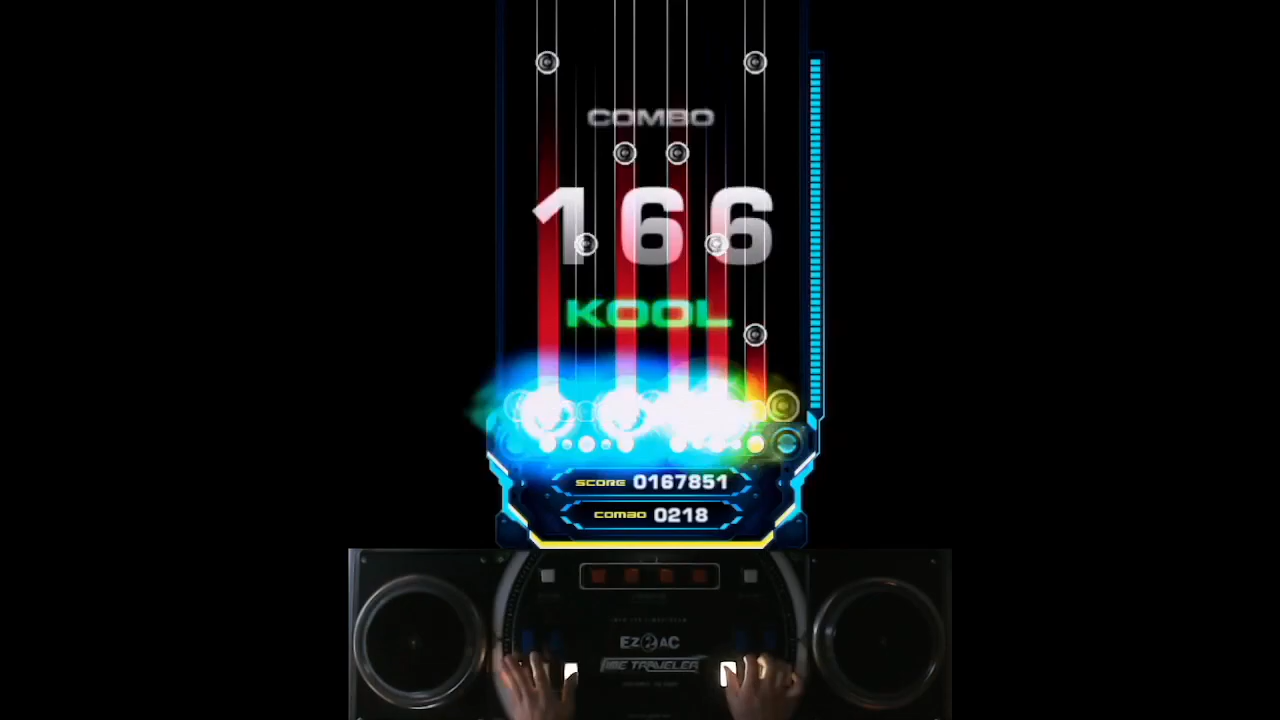 COMBO
166
KOOL
SCORE 0167851
COMBO 0218
EZ2AC
TIME TRAVELER